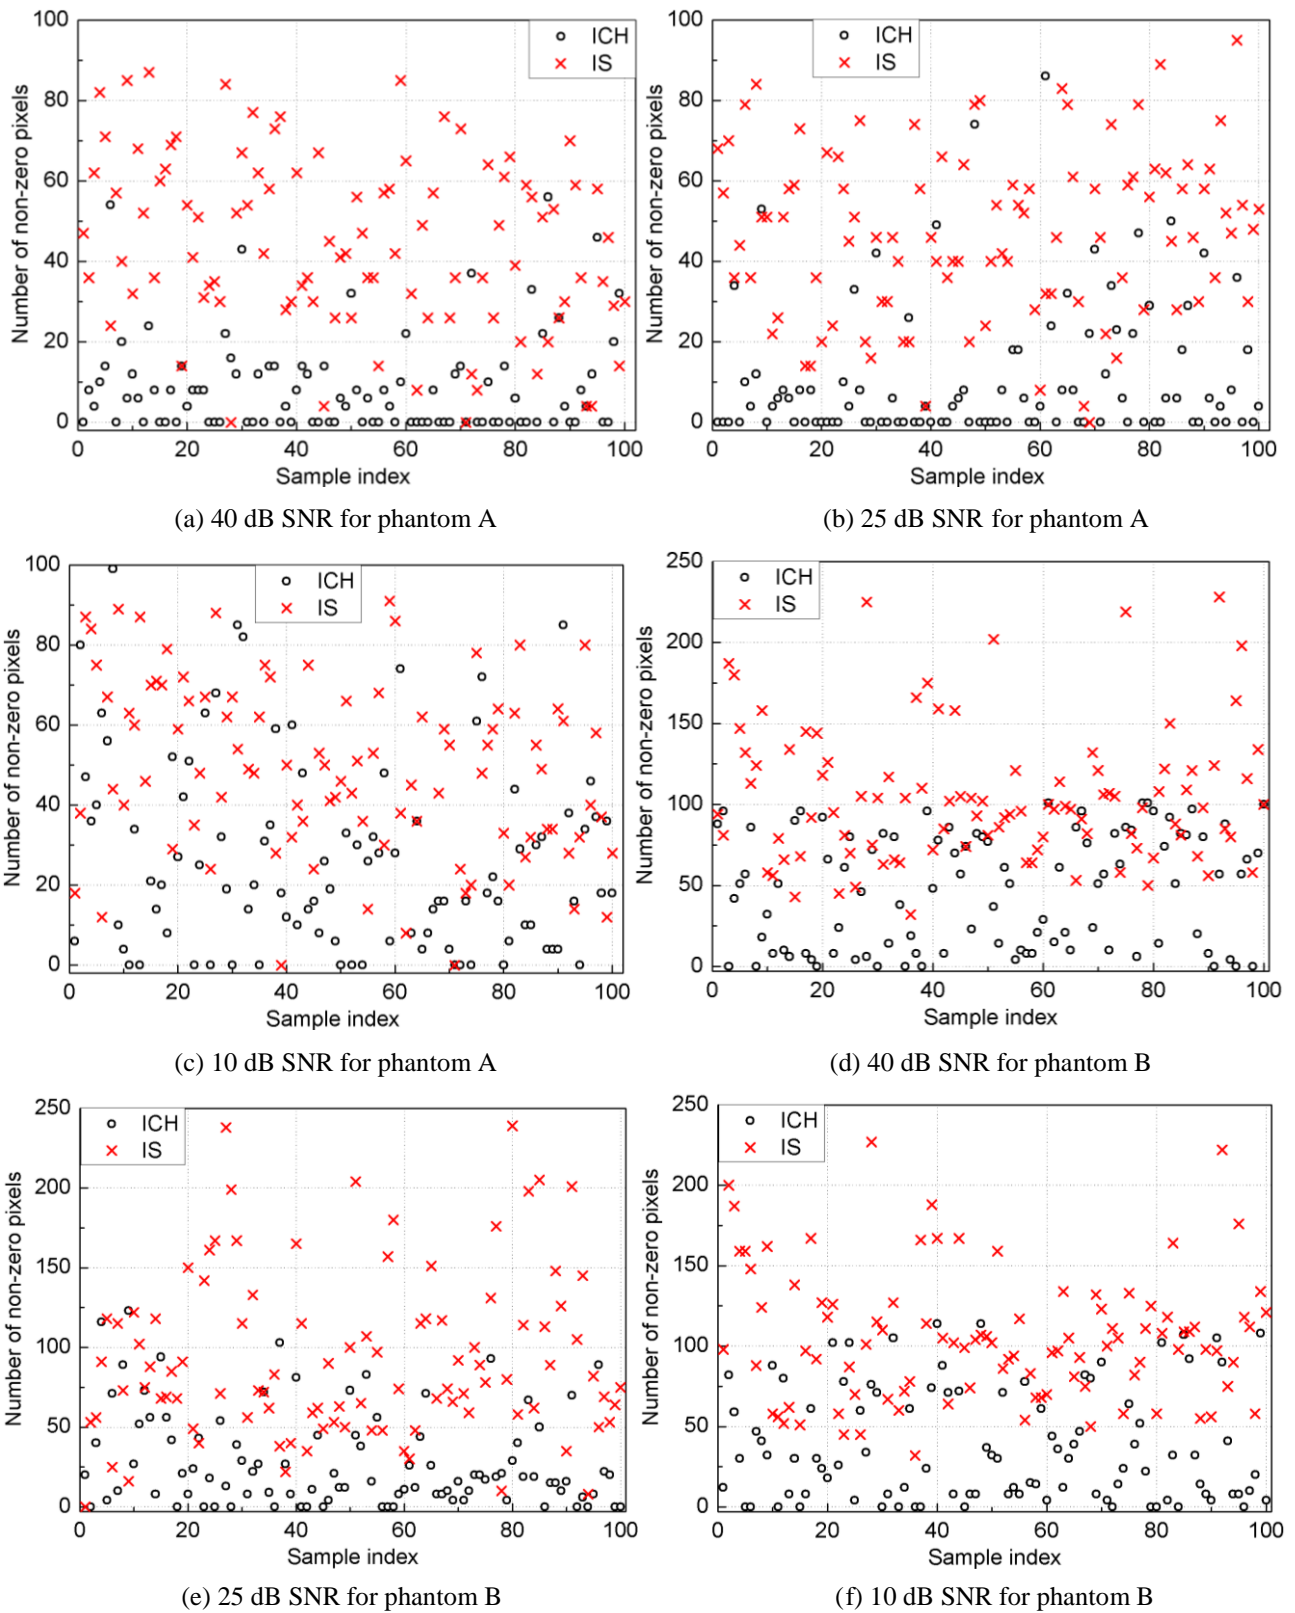 100
80
60
40
20
0
Number of non-zero pixels
ICH
IS
0 20 40 60 80 100
Sample index
(a) 40 dB SNR for phantom A
100
80
60
40
20
0
Number of non-zero pixels
ICH
IS
0 20 40 60 80 100
Sample index
(b) 25 dB SNR for phantom A
100
80
60
40
20
0
Number of non-zero pixels
ICH
IS
0 20 40 60 80 100
Sample index
(c) 10 dB SNR for phantom A
250
200
150
100
50
0
Number of non-zero pixels
ICH
IS
0 20 40 60 80 100
Sample index
(d) 40 dB SNR for phantom B
250
200
150
100
50
0
Number of non-zero pixels
ICH
IS
0 20 40 60 80 100
Sample index
(e) 25 dB SNR for phantom B
250
200
150
100
50
0
Number of non-zero pixels
ICH
IS
0 20 40 60 80 100
Sample index
(f) 10 dB SNR for phantom B